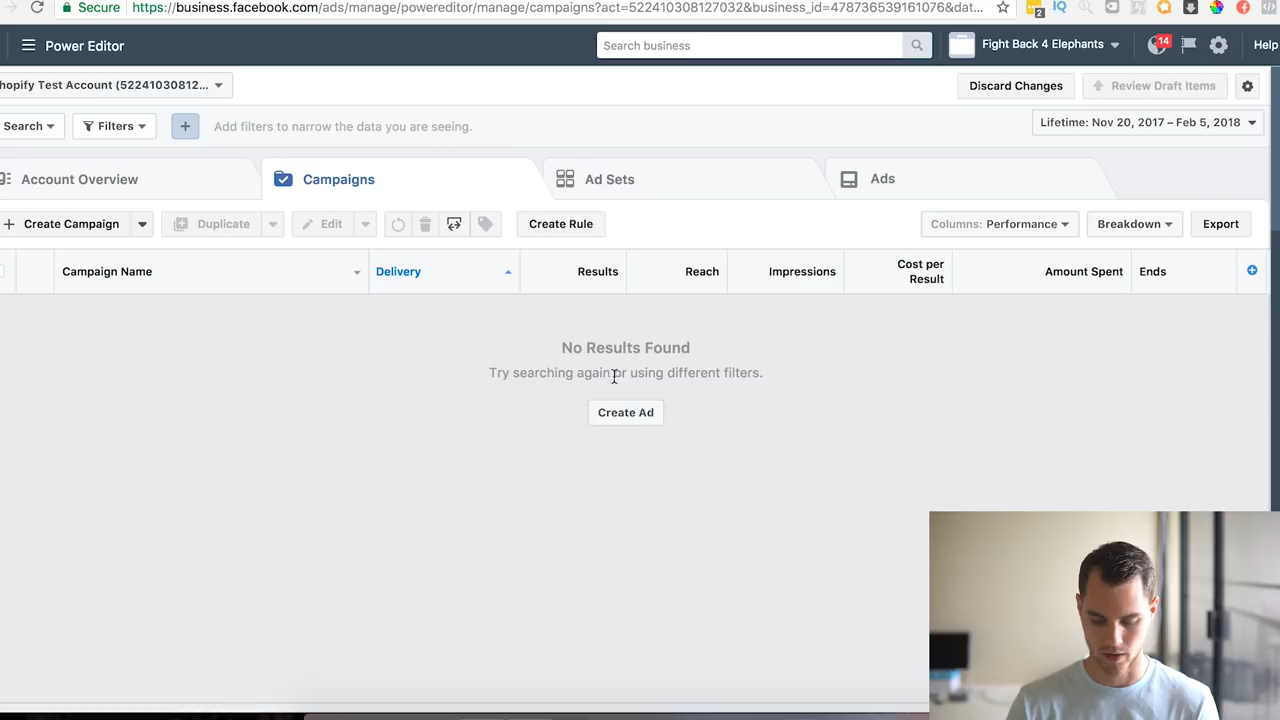 Secure
https://business.facebook.com/ads/manage/powereditor/manage/campaigns?act=522410308127032&business_id=478736539161076&dat...
2
IQ
Power Editor
Search business
Fight Back 4 Elephants
14
Help
hopify Test Account (52241030812...
Discard Changes
Review Draft Items
Search
Filters
Add filters to narrow the data you are seeing.
Lifetime: Nov 20, 2017 – Feb 5, 2018
Account Overview
Campaigns
Ad Sets
Ads
Create Campaign
Duplicate
Edit
Create Rule
Columns: Performance
Breakdown
Export
Campaign Name
Delivery
Results
Reach
Impressions
Cost per
Result
Amount Spent
Ends
No Results Found
Try searching again or using different filters.
Create Ad